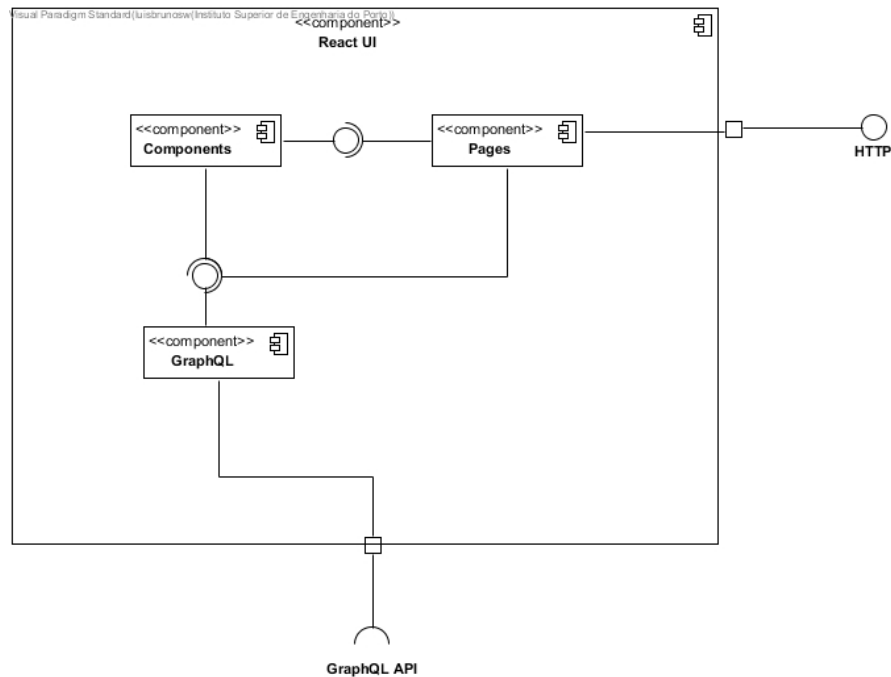 Visual Paradigm Standard(luisbrunosw(Instituto Superior de Engenharia do Porto))
<<component>>
React UI
<<component>>
Components
<<component>>
Pages
HTTP
<<component>>
GraphQL
GraphQL API